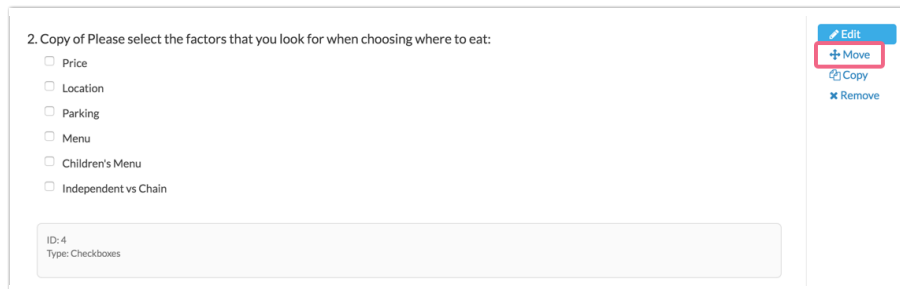 2. Copy of Please select the factors that you look for when choosing where to eat:
Price
Location
Parking
Menu
Children's Menu
Independent vs Chain
ID: 4
Type: Checkboxes
Edit
Move
Copy
Remove